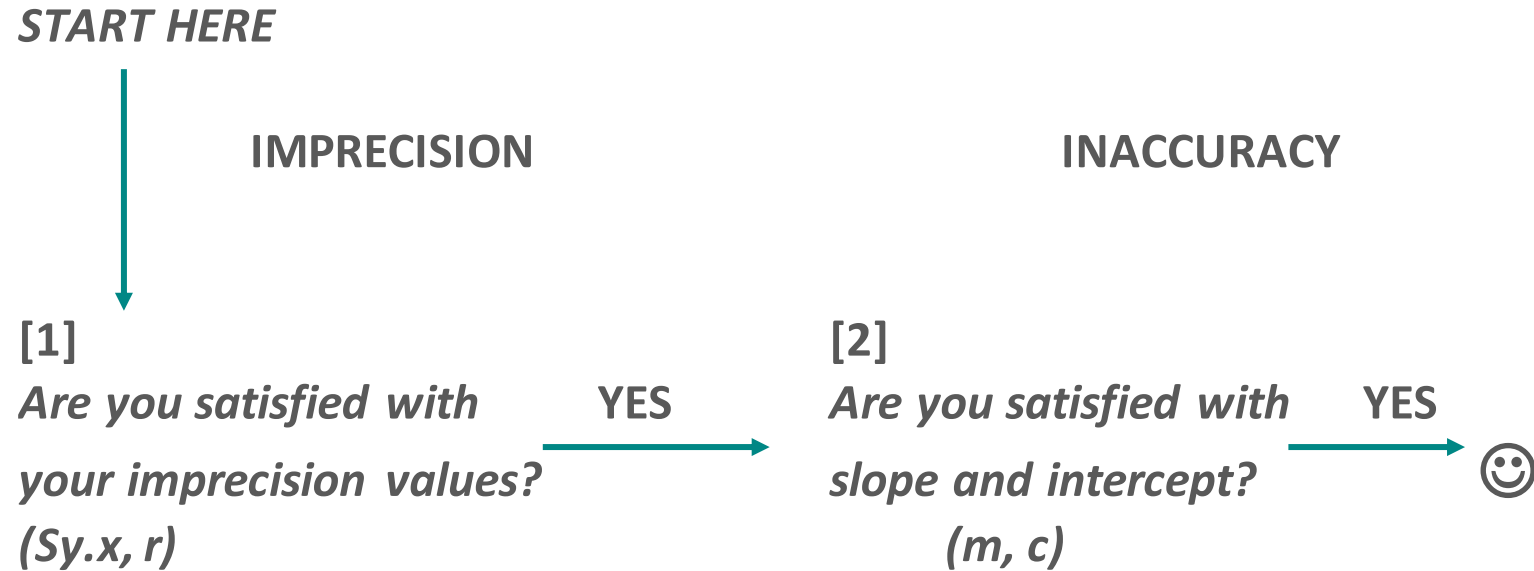 START HERE
IMPRECISION
INACCURACY
[1]
Are you satisfied with
your imprecision values?
(Sy.x, r)
YES
[2]
Are you satisfied with
slope and intercept?
(m, c)
YES